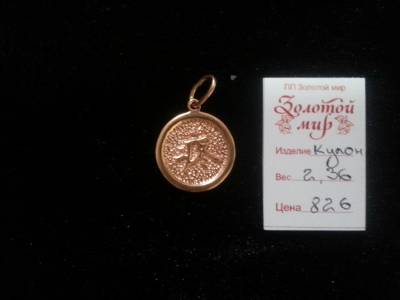 ПП Золотой мир
Золотой
мир
Изделие Кулон
Вес 2,36
Цена 826